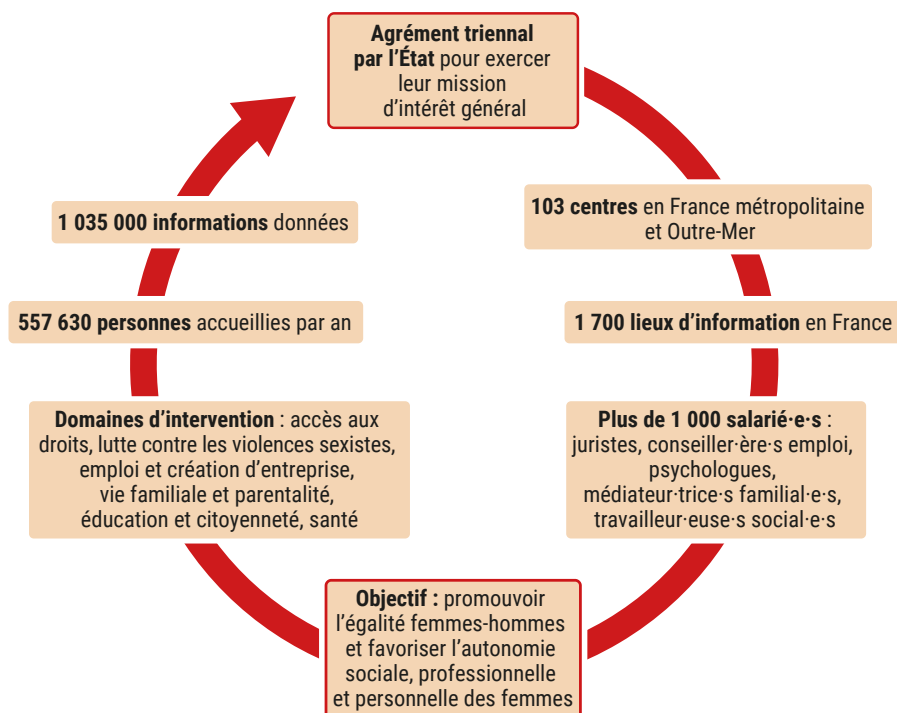 Agrément triennal
par l’État pour exercer
leur mission
d’intérêt général
103 centres en France métropolitaine
et Outre-Mer
1 700 lieux d’information en France
Plus de 1 000 salarié·e·s :
juristes, conseiller·ère·s emploi,
psychologues,
médiateur·trice·s familial·e·s,
travailleur·euse·s social·e·s
Objectif : promouvoir
l’égalité femmes-hommes
et favoriser l’autonomie
sociale, professionnelle
et personnelle des femmes
Domaines d’intervention : accès aux
droits, lutte contre les violences sexistes,
emploi et création d’entreprise,
vie familiale et parentalité,
éducation et citoyenneté, santé
557 630 personnes accueillies par an
1 035 000 informations données